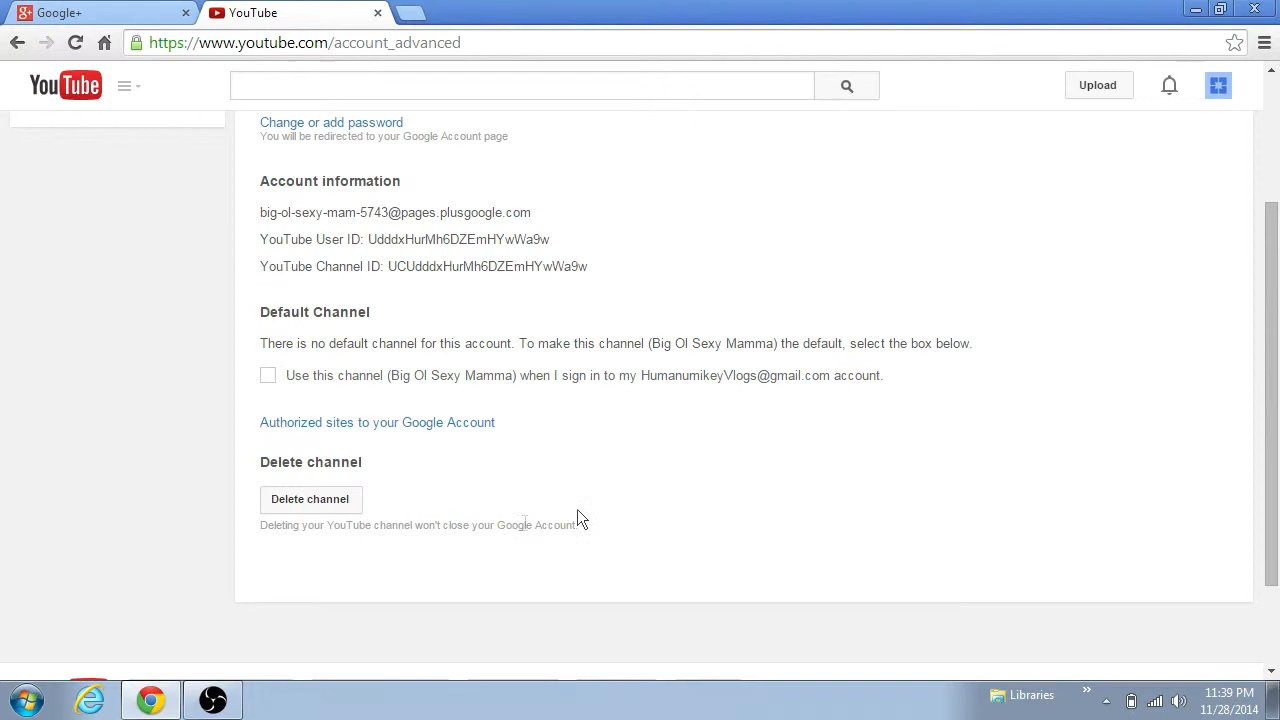 Google+
YouTube
https://www.youtube.com/account_advanced
YouTube
Upload
Change or add password
You will be redirected to your Google Account page
Account information
big-ol-sexy-mam-5743@pages.plusgoogle.com
YouTube User ID: UdddxHurMh6DZEmHYwWa9w
YouTube Channel ID: UCUdddxHurMh6DZEmHYwWa9w
Default Channel
There is no default channel for this account. To make this channel (Big Ol Sexy Mamma) the default, select the box below.
Use this channel (Big Ol Sexy Mamma) when I sign in to my HumanumikeyVlogs@gmail.com account.
Authorized sites to your Google Account
Delete channel
Delete channel
Deleting your YouTube channel won't close your Google Account.
Libraries
11:39 PM
11/28/2014